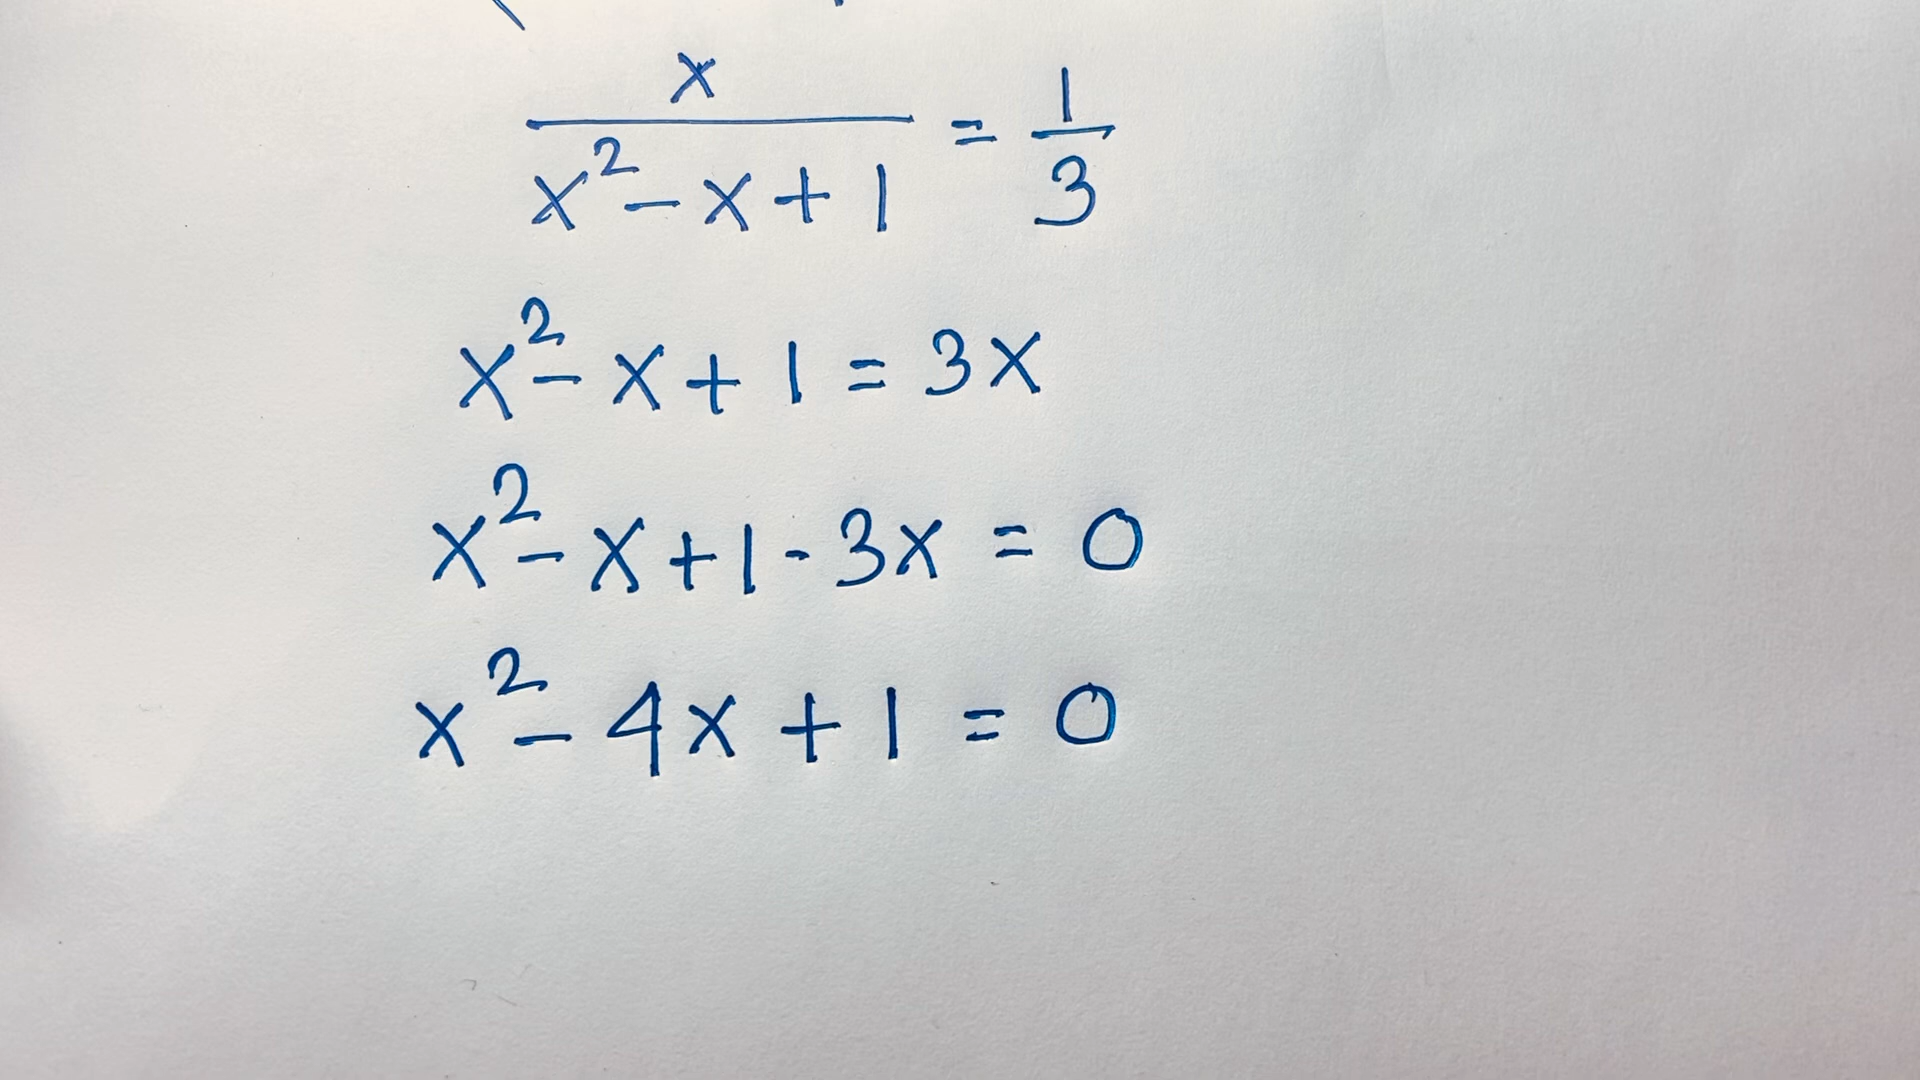 x/(x² - x + 1) = 1/3
x² - x + 1 = 3x
x² - x + 1 - 3x = 0
x² - 4x + 1 = 0